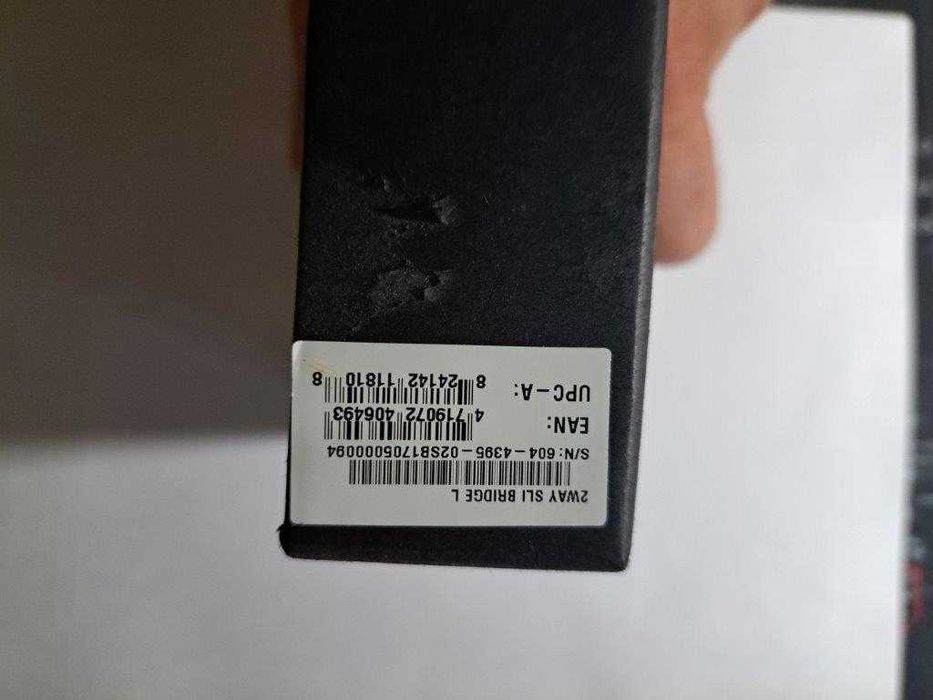 2WAY SLI BRIDGE L
S/N: 604-4395-02SB1705000094
EAN: 4 719072 406493
UPC-A: 8 24142 11810 8